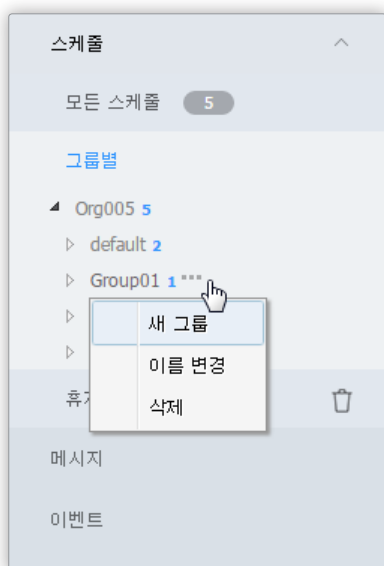 스케줄
모든 스케줄 5
그룹별
Org005 5
default 2
Group01 1
새 그룹
이름 변경
삭제
메시지
이벤트